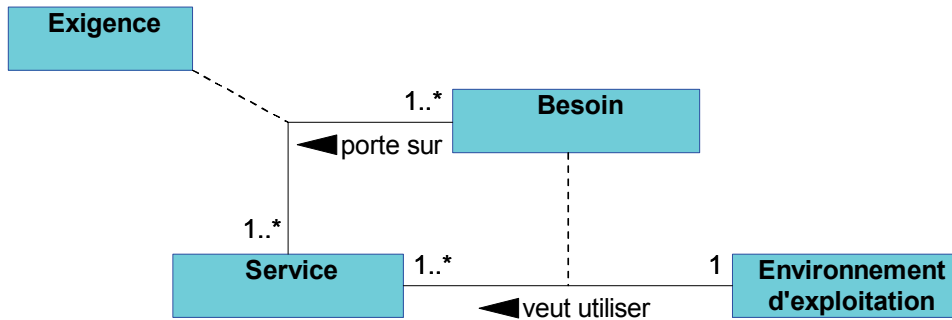 Exigence
1..*
Besoin
porte sur
1..*
Service
1..*
1
Environnement
d'exploitation
veut utiliser